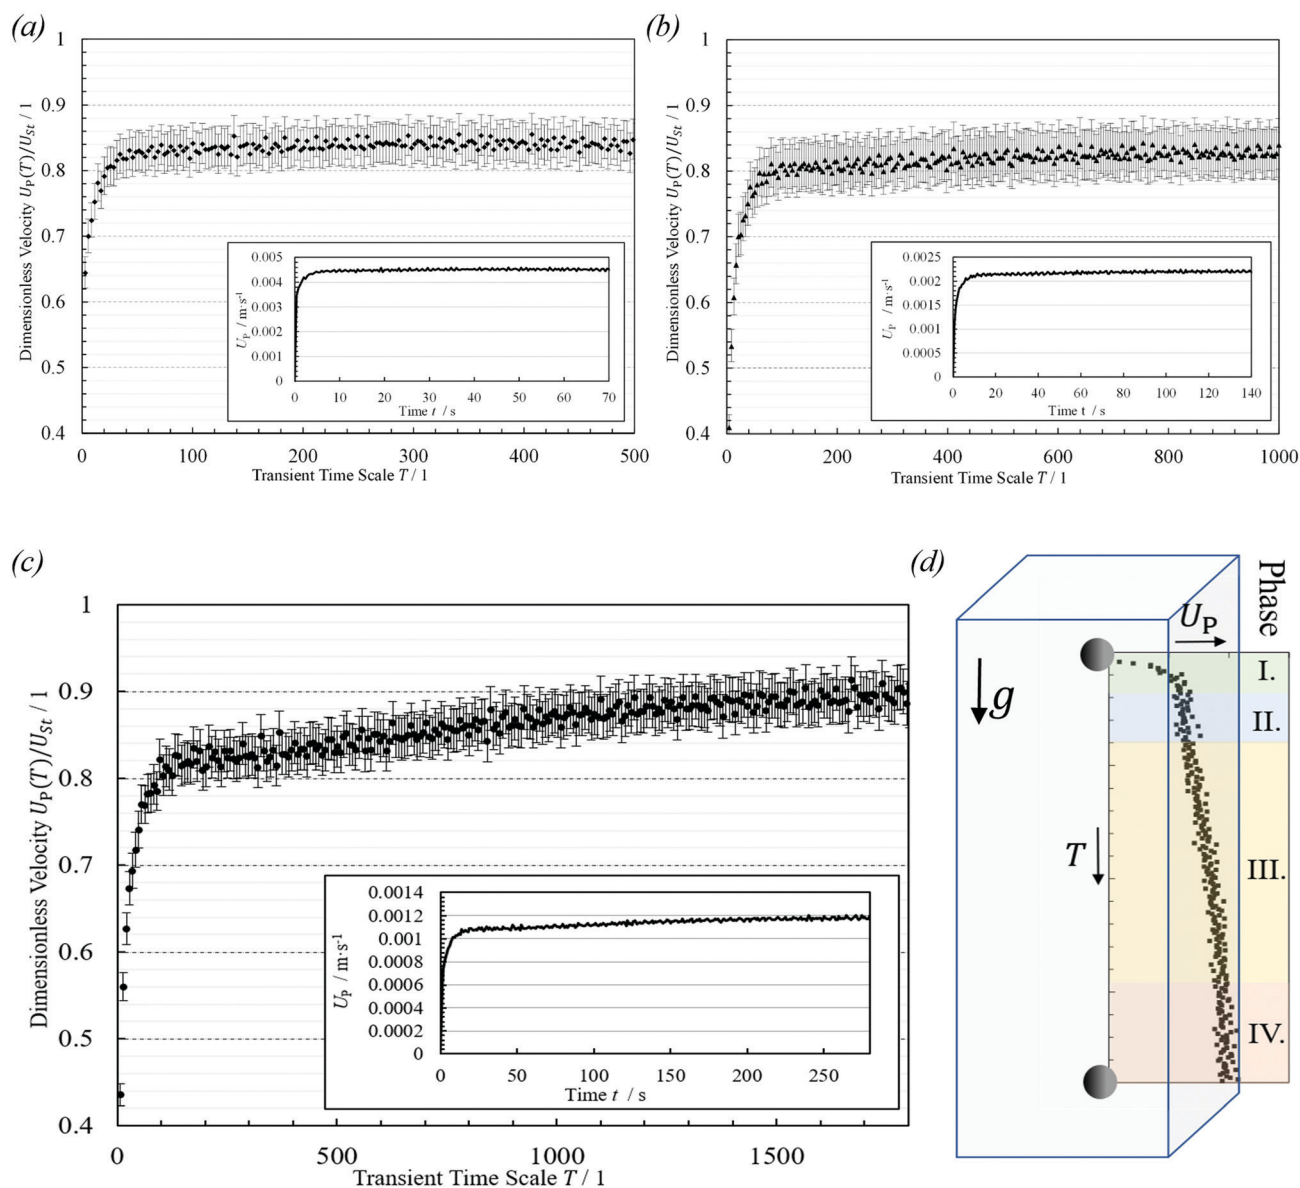 (a)
Dimensionless Velocity U_P(T)/U_St / 1
1
0.9
0.8
0.7
0.6
0.5
0.4
0 100 200 300 400 500
Transient Time Scale T / 1
U_P / m·s⁻¹
0.005
0.004
0.003
0.002
0.001
0
0 10 20 30 40 50 60 70
Time t / s
(b)
Dimensionless Velocity U_P(T)/U_St / 1
1
0.9
0.8
0.7
0.6
0.5
0.4
0 200 400 600 800 1000
Transient Time Scale T / 1
U_P / m·s⁻¹
0.0025
0.002
0.0015
0.001
0.0005
0
0 20 40 60 80 100 120 140
Time t / s
(c)
Dimensionless Velocity U_P(T)/U_St / 1
1
0.9
0.8
0.7
0.6
0.5
0.4
0 500 1000 1500
Transient Time Scale T / 1
U_P / m·s⁻¹
0.0014
0.0012
0.001
0.0008
0.0006
0.0004
0.0002
0
0 50 100 150 200 250
Time t / s
(d)
Phase
U_P
g
T
I.
II.
III.
IV.